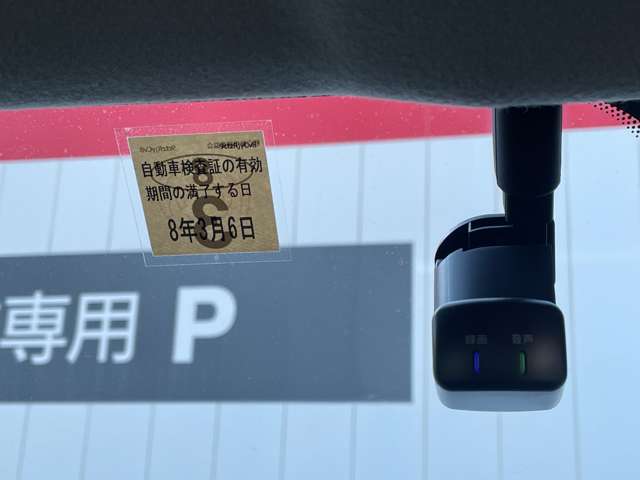 自動車検査証の有効
期間の満了する日
8年3月6日
専用 P
録画 音声